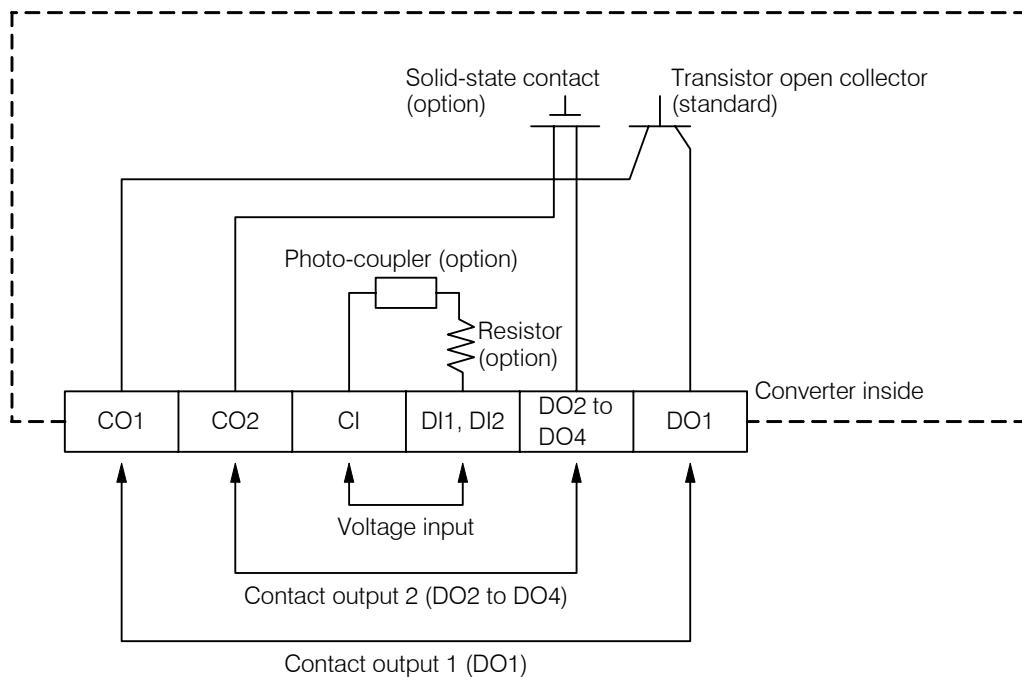 Solid-state contact
(option)
Transistor open collector
(standard)
Photo-coupler (option)
Resistor
(option)
Converter inside
CO1
CO2
CI
DI1, DI2
DO2 to
DO4
DO1
Voltage input
Contact output 2 (DO2 to DO4)
Contact output 1 (DO1)